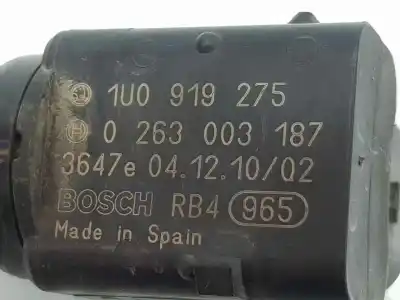 1U0 919 275
0 263 003 187
3647e 04.12.10/02
BOSCH RB4 965
Made in Spain